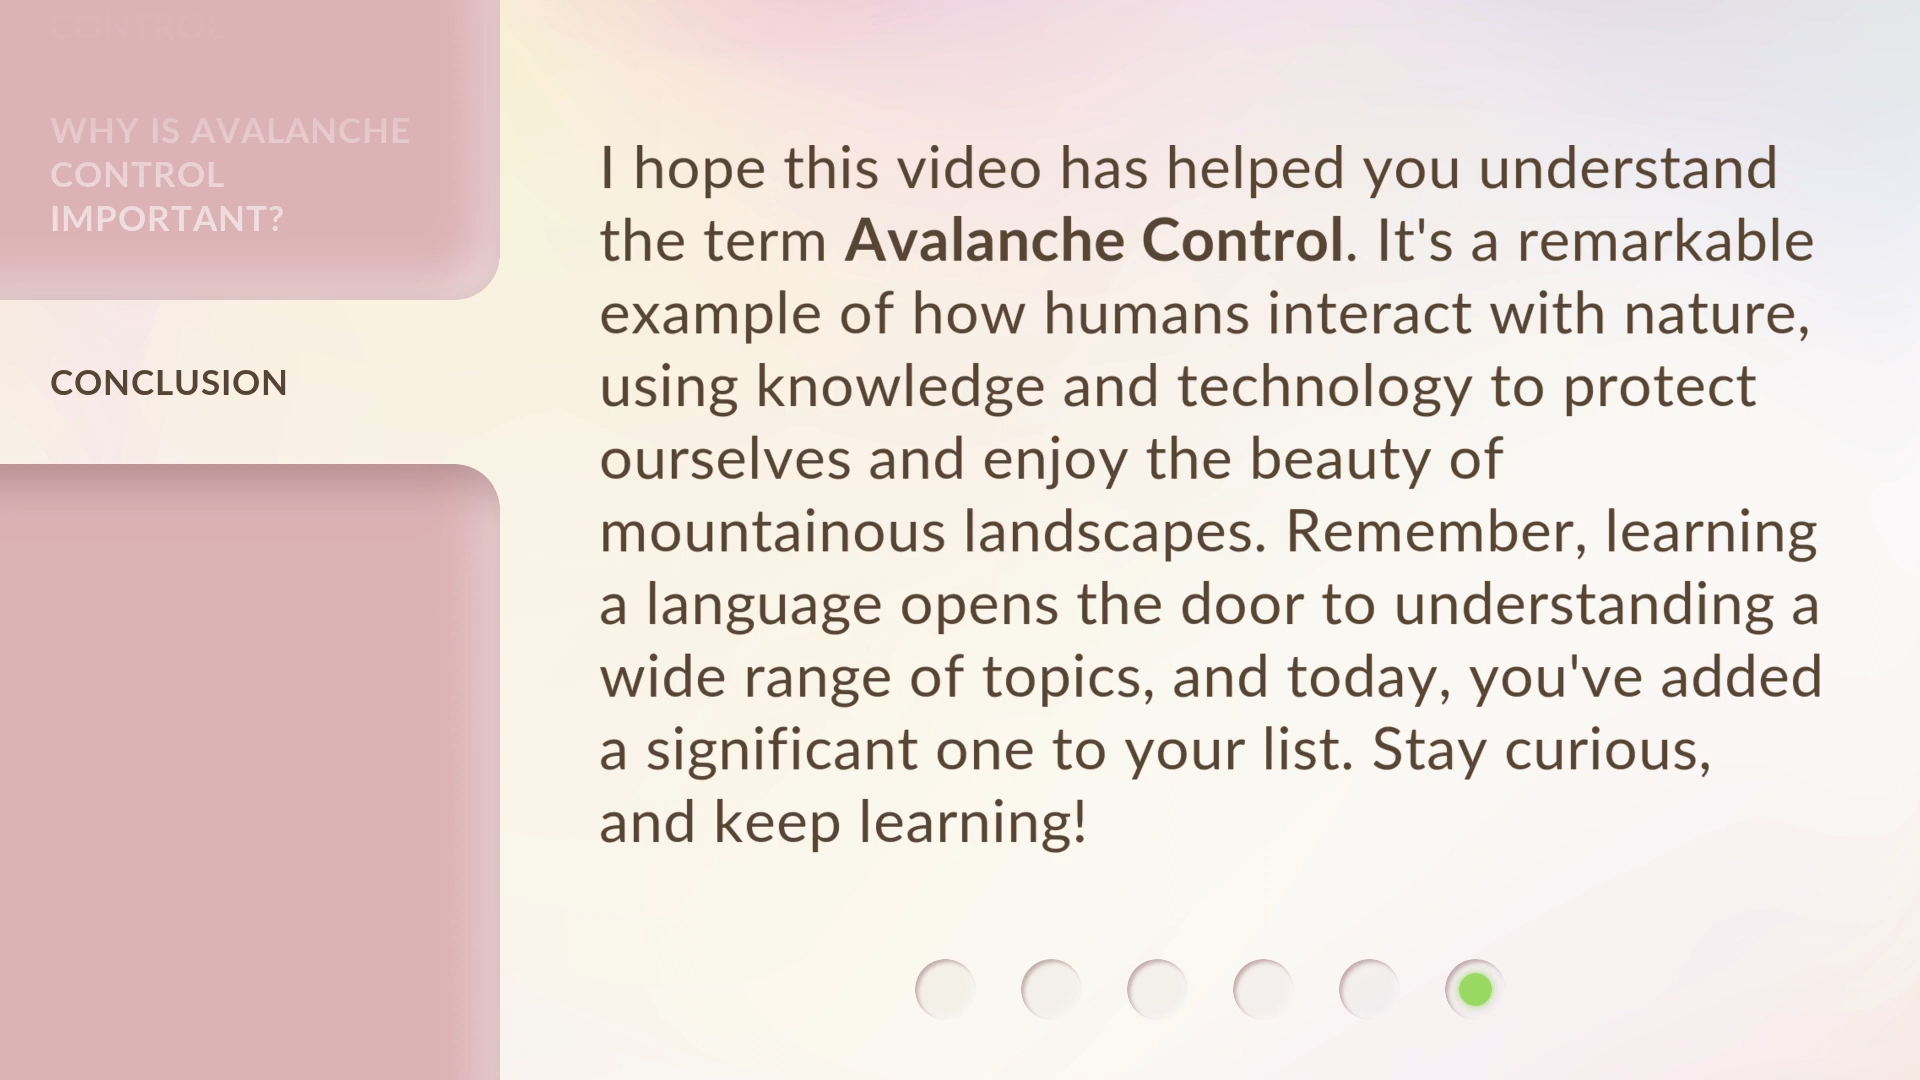 CONTROL
WHY IS AVALANCHE
CONTROL
IMPORTANT?
CONCLUSION
I hope this video has helped you understand
the term Avalanche Control. It's a remarkable
example of how humans interact with nature,
using knowledge and technology to protect
ourselves and enjoy the beauty of
mountainous landscapes. Remember, learning
a language opens the door to understanding a
wide range of topics, and today, you've added
a significant one to your list. Stay curious,
and keep learning!